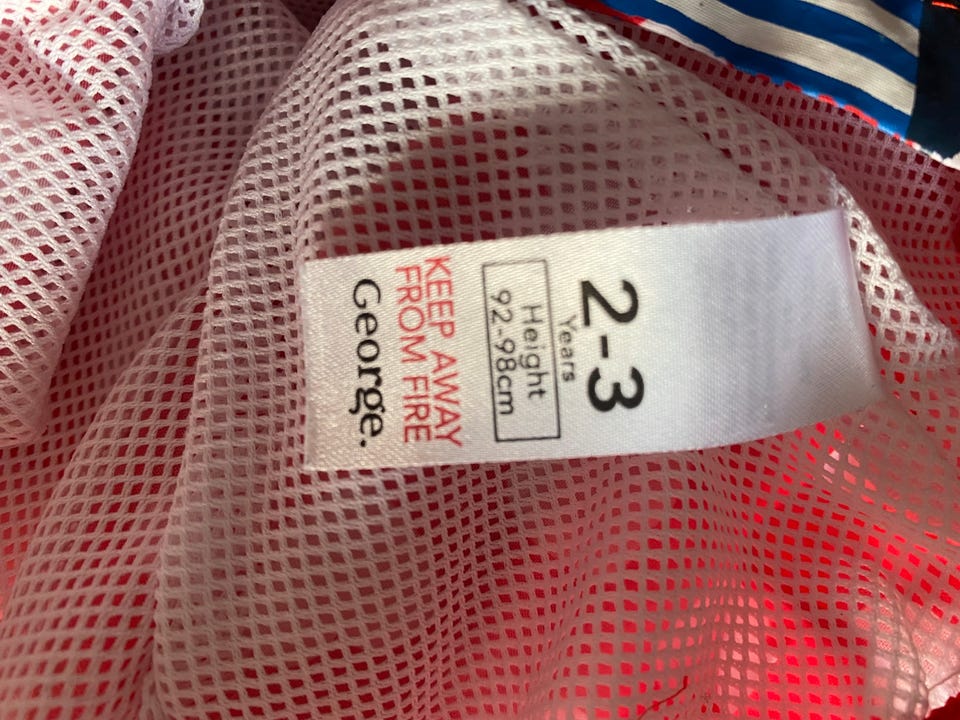 2-3
Years
Height
92-98cm
KEEP AWAY
FROM FIRE
George.